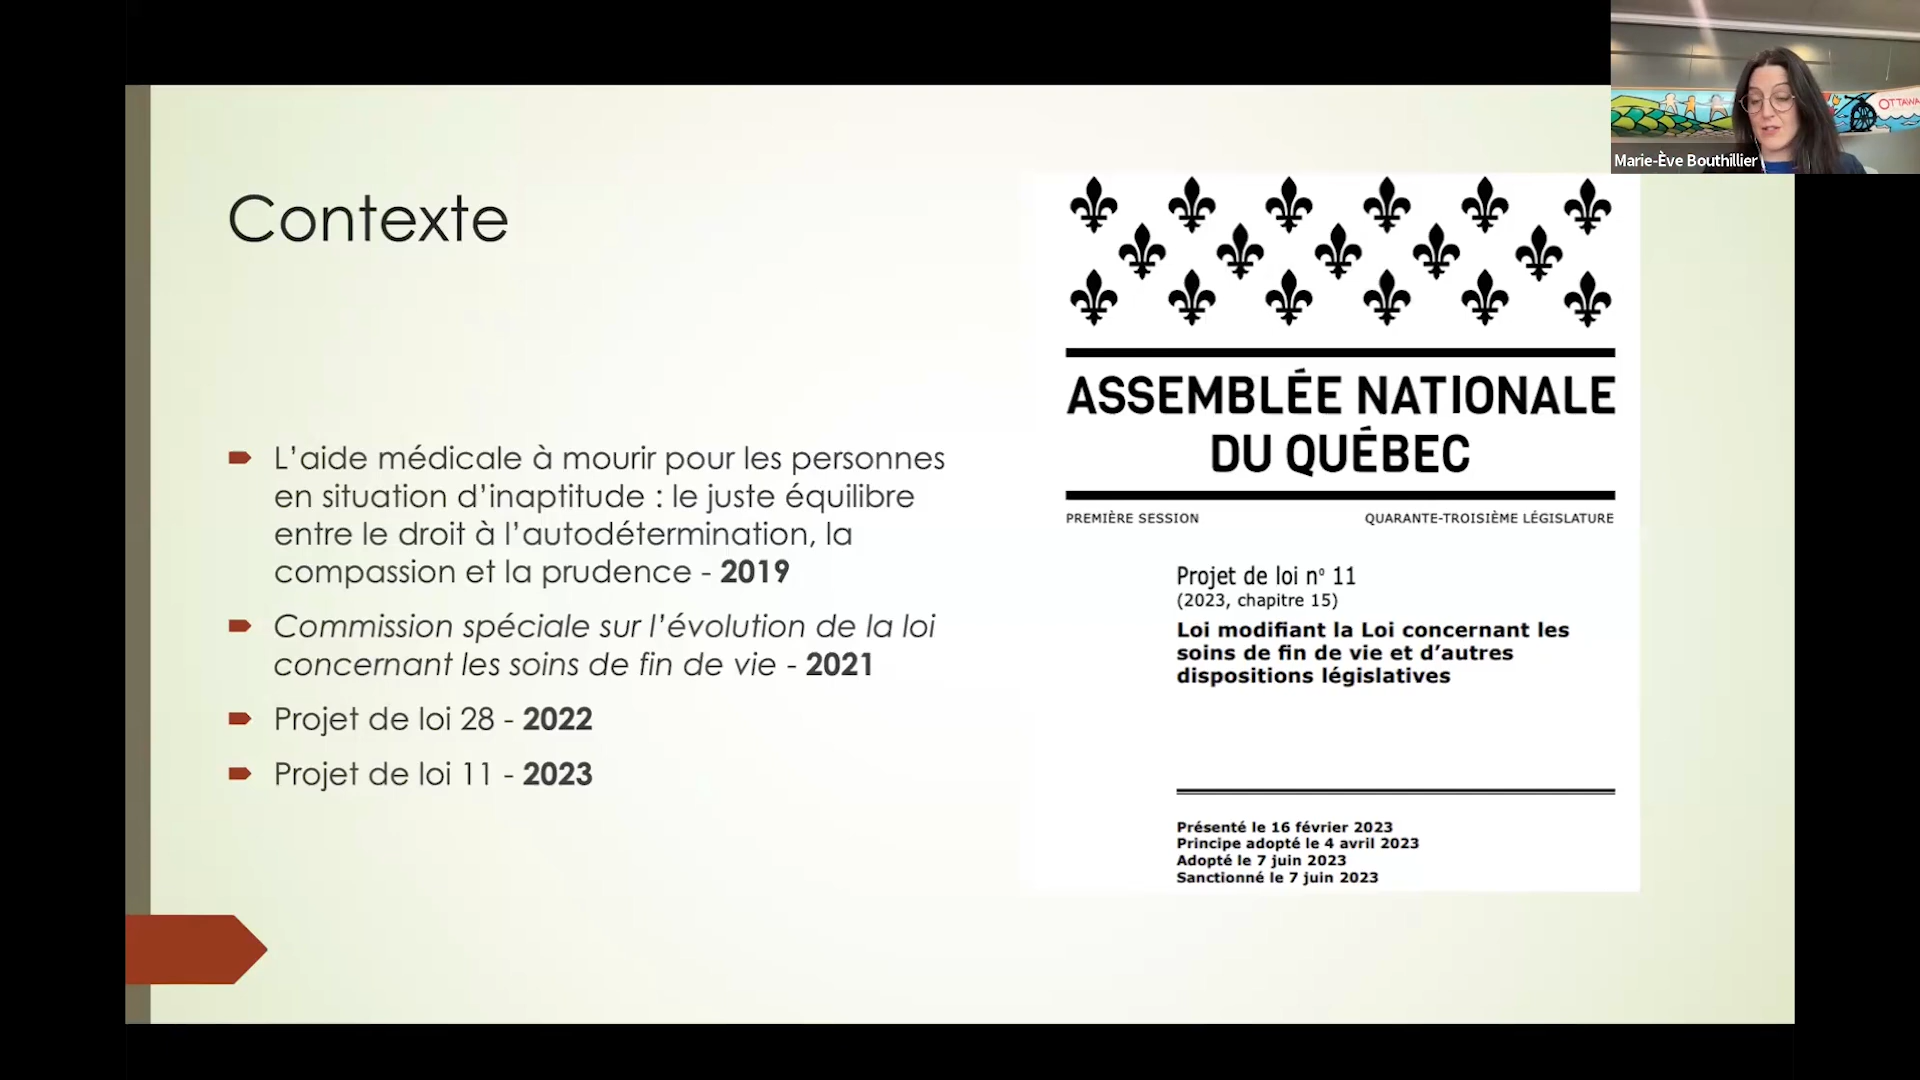 Contexte
L’aide médicale à mourir pour les personnes
en situation d’inaptitude : le juste équilibre
entre le droit à l’autodétermination, la
compassion et la prudence - 2019
Commission spéciale sur l’évolution de la loi
concernant les soins de fin de vie - 2021
Projet de loi 28 - 2022
Projet de loi 11 - 2023
ASSEMBLÉE NATIONALE
DU QUÉBEC
PREMIÈRE SESSION QUARANTE-TROISIÈME LÉGISLATURE
Projet de loi nº 11
(2023, chapitre 15)
Loi modifiant la Loi concernant les
soins de fin de vie et d’autres
dispositions législatives
Présenté le 16 février 2023
Principe adopté le 4 avril 2023
Adopté le 7 juin 2023
Sanctionné le 7 juin 2023
OTTAWA
Marie-Ève Bouthillier